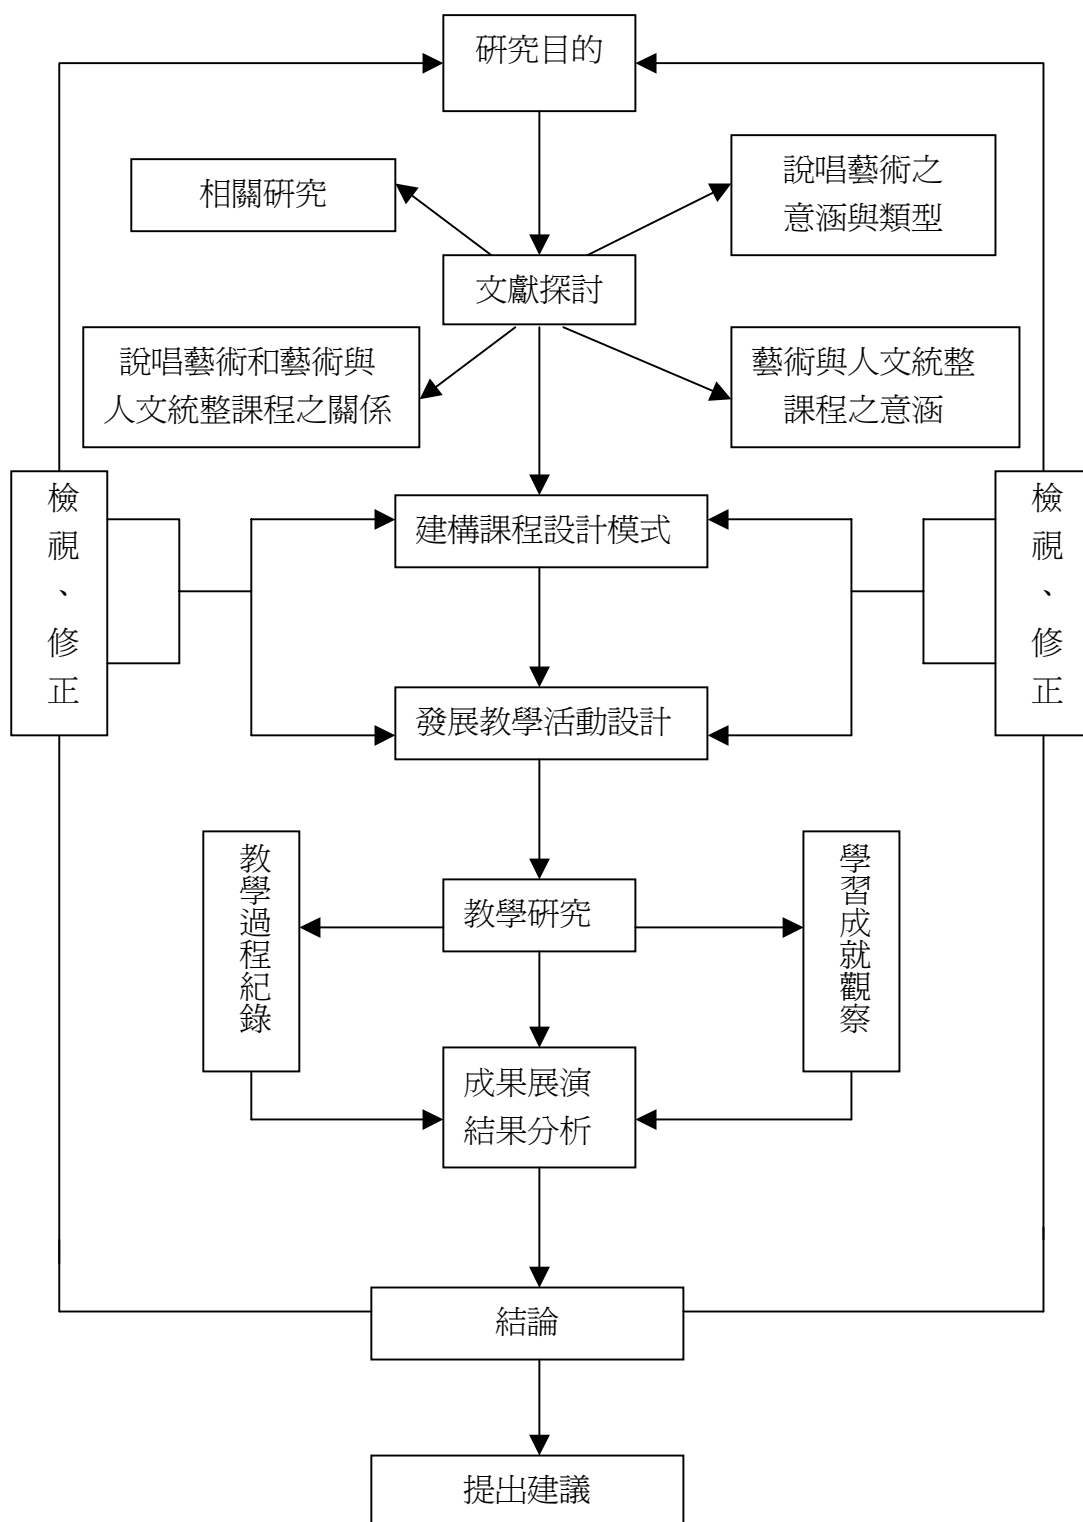 研究目的
相關研究
說唱藝術之
意涵與類型
文獻探討
說唱藝術和藝術與
人文統整課程之關係
藝術與人文統整
課程之意涵
檢視、修正
建構課程設計模式
檢視、修正
發展教學活動設計
教學過程紀錄
教學研究
學習成就觀察
成果展演
結果分析
結論
提出建議